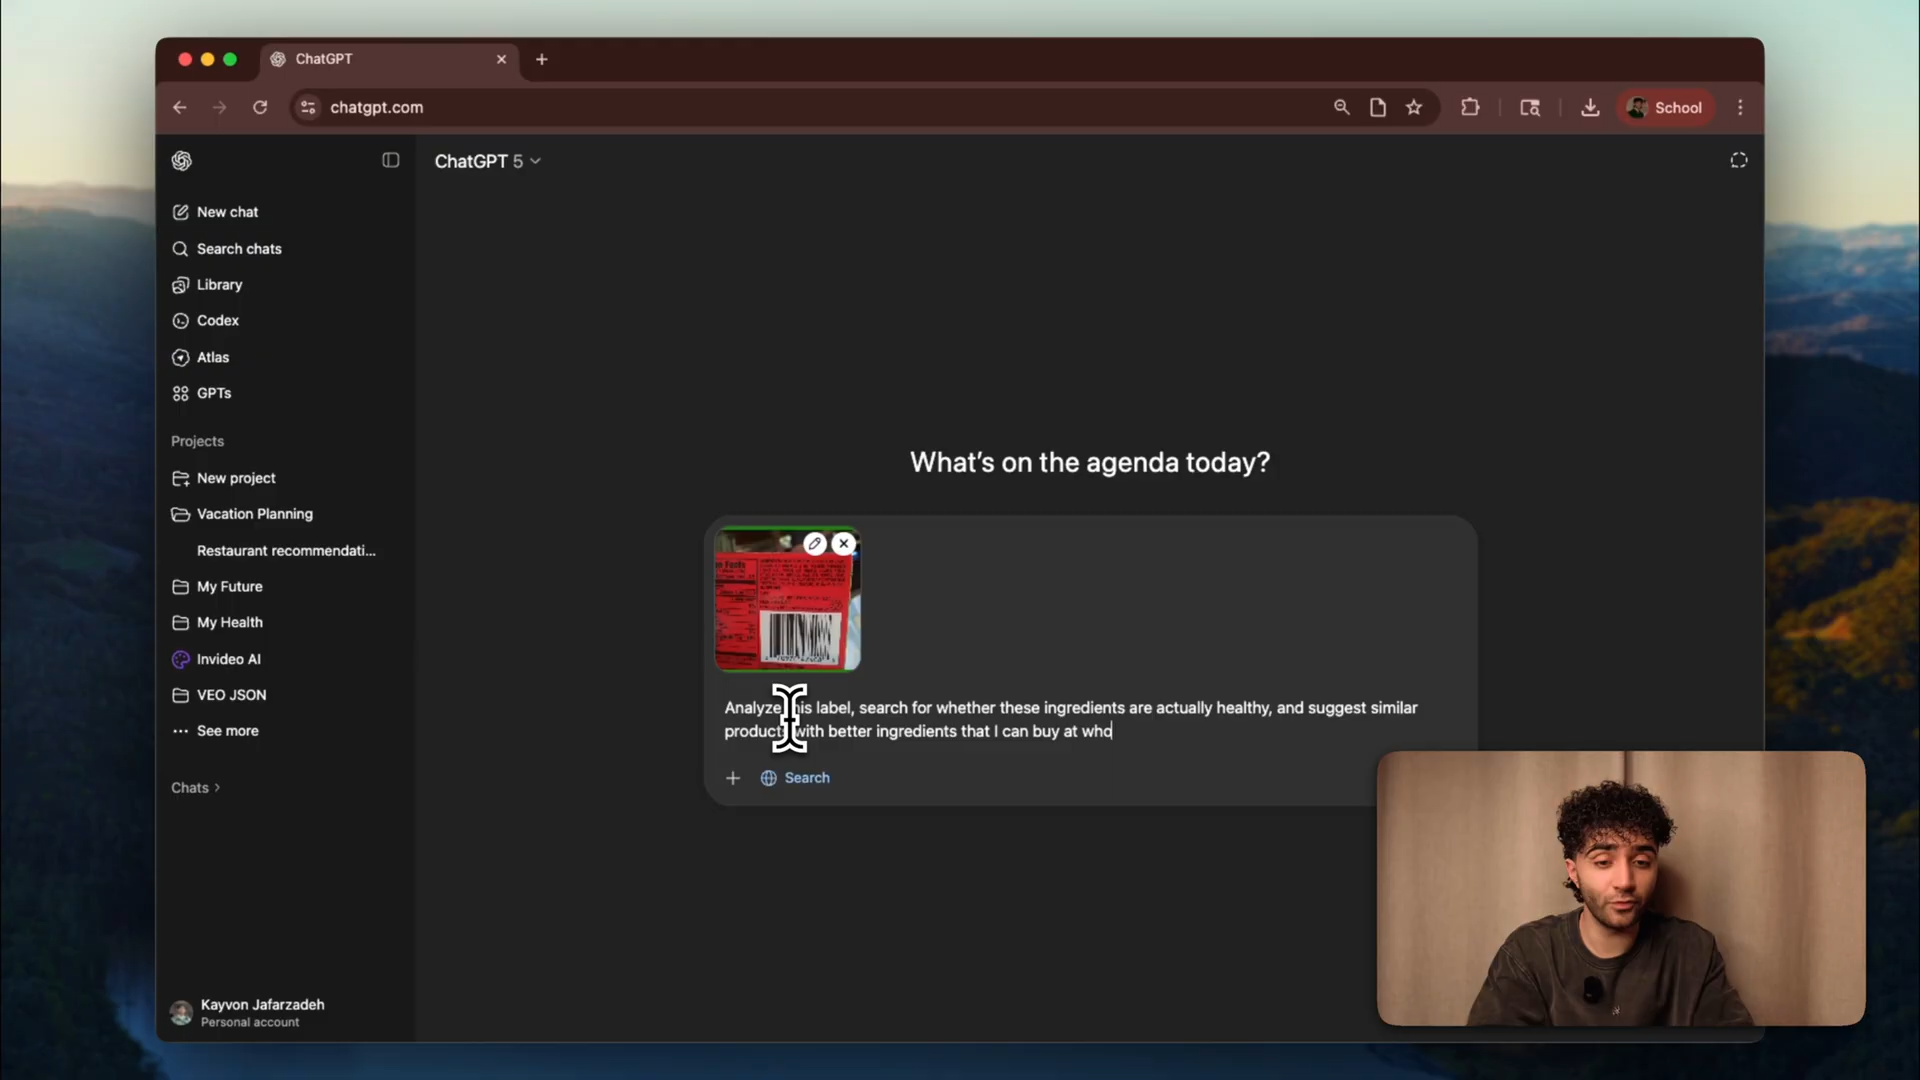 ChatGPT
chatgpt.com
School
ChatGPT 5
New chat
Search chats
Library
Codex
Atlas
GPTs
Projects
New project
Vacation Planning
Restaurant recommendati...
My Future
My Health
Invideo AI
VEO JSON
See more
Chats
Kayvon Jafarzadeh
Personal account
What's on the agenda today?
Analyze his label, search for whether these ingredients are actually healthy, and suggest similar
product with better ingredients that I can buy at who
Search